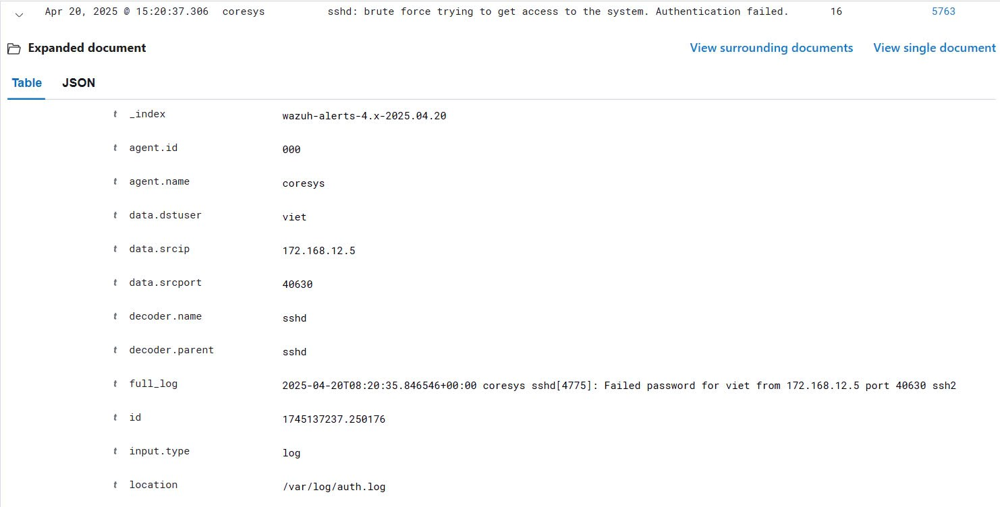 Apr 20, 2025 @ 15:20:37.306 coresys sshd: brute force trying to get access to the system. Authentication failed. 16 5763
Expanded document View surrounding documents View single document
Table JSON
t _index wazuh-alerts-4.x-2025.04.20
t agent.id 000
t agent.name coresys
t data.dstuser viet
t data.srcip 172.168.12.5
t data.srcport 40630
t decoder.name sshd
t decoder.parent sshd
t full_log 2025-04-20T08:20:35.846546+00:00 coresys sshd[4775]: Failed password for viet from 172.168.12.5 port 40630 ssh2
t id 1745137237.250176
t input.type log
t location /var/log/auth.log